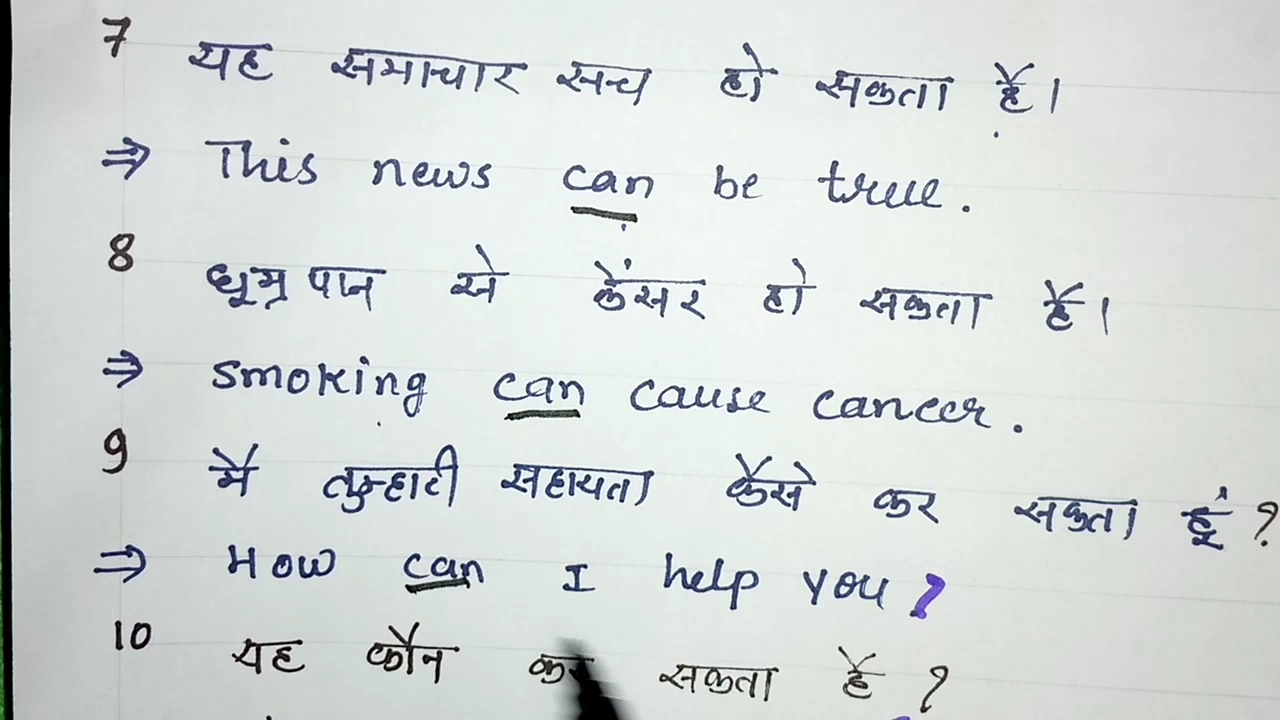 7 यह समाचार सच हो सकता है।
⇒ This news can be true.
8 धूम्रपान से कैंसर हो सकता है।
⇒ smoking can cause cancer.
9 मै तुम्हारी सहायता कैसे कर सकता हूं ?
⇒ How can I help you ?
10 यह कौन कर सकता है ?